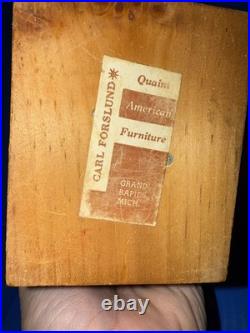 CARL FORSLUND*
Quaint
American
Furniture
GRAND
RAPIDS
MICH.